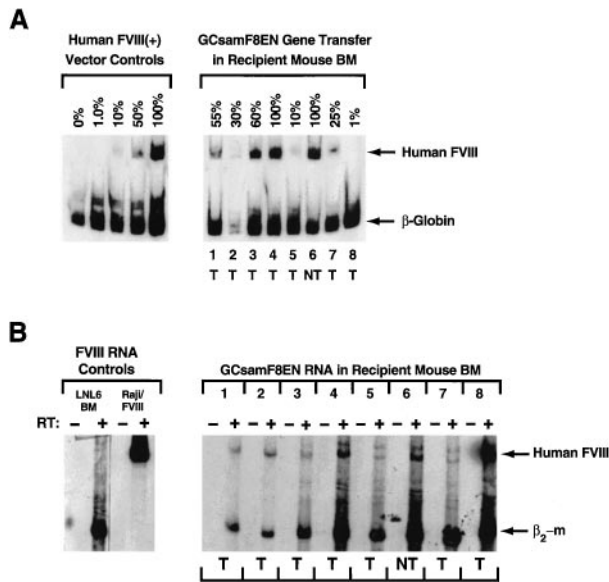 A
Human FVIII(+)
Vector Controls
GCsamF8EN Gene Transfer
in Recipient Mouse BM
0% 1.0% 10% 50% 100%
55% 30% 60% 100% 10% 100% 25% 1%
Human FVIII
β-Globin
1 2 3 4 5 6 7 8
T T T T T NT T T
B
FVIII RNA
Controls
GCsamF8EN RNA in Recipient Mouse BM
LNL6
BM
Raji/
FVIII
1 2 3 4 5 6 7 8
RT: – + – + – + – + – + – + – + – + – + – +
Human FVIII
β₂–m
T T T T T NT T T